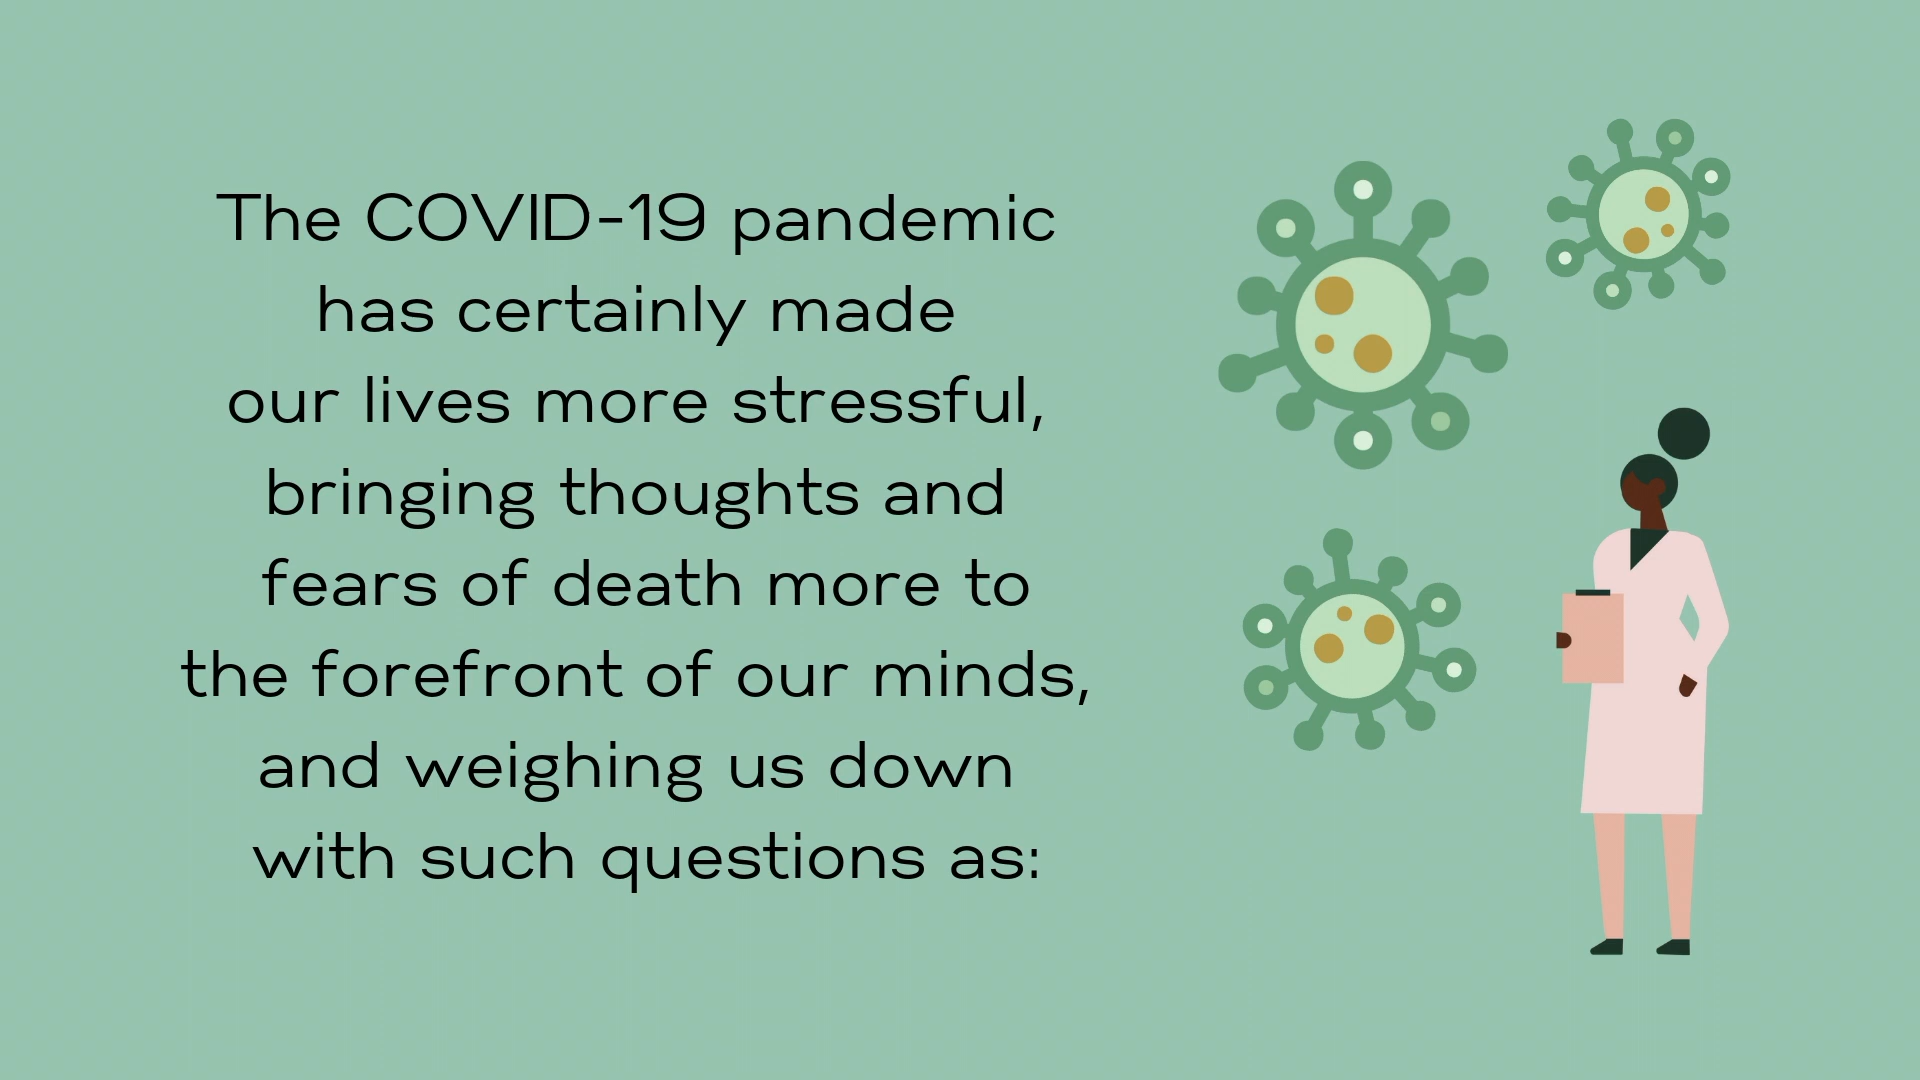 The COVID-19 pandemic
has certainly made
our lives more stressful,
bringing thoughts and
fears of death more to
the forefront of our minds,
and weighing us down
with such questions as: